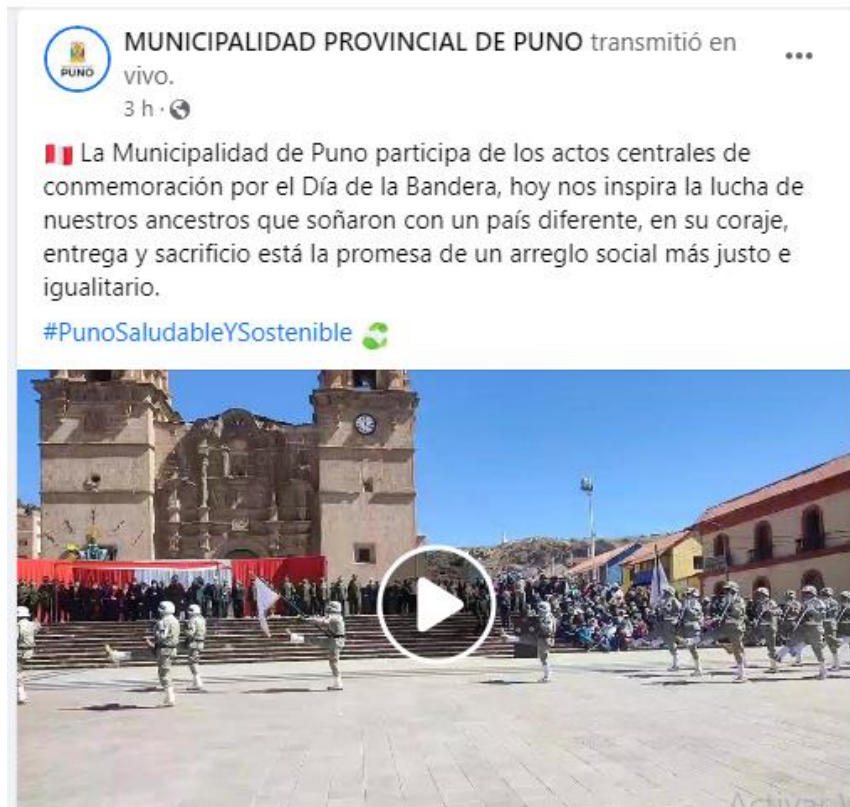 MUNICIPALIDAD PROVINCIAL DE PUNO transmitió en
vivo.
PUNO
3 h ·
🇵🇪 La Municipalidad de Puno participa de los actos centrales de
conmemoración por el Día de la Bandera, hoy nos inspira la lucha de
nuestros ancestros que soñaron con un país diferente, en su coraje,
entrega y sacrificio está la promesa de un arreglo social más justo e
igualitario.
#PunoSaludableYSostenible